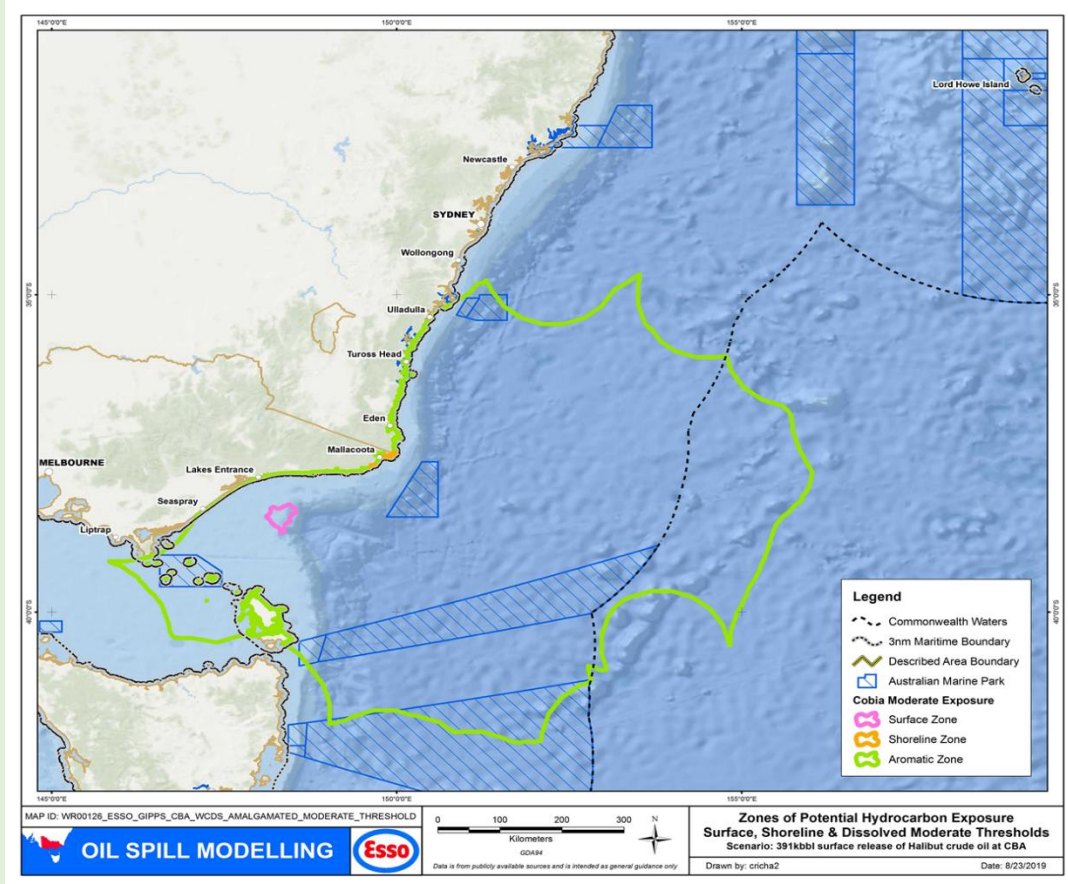 145°0'0"E
150°0'0"E
155°0'0"E
Lord Howe Island
Newcastle
SYDNEY
Wollongong
35°0'0"S
35°0'0"S
Ulladulla
Tuross Head
Eden
Mallacoota
MELBOURNE
Lakes Entrance
Seaspray
Liptrap
40°0'0"S
40°0'0"S
Legend
Commonwealth Waters
3nm Maritime Boundary
Described Area Boundary
Australian Marine Park
Cobia Moderate Exposure
Surface Zone
Shoreline Zone
Aromatic Zone
145°0'0"E
150°0'0"E
155°0'0"E
MAP ID: WR00126_ESSO_GIPPS_CBA_WCDS_AMALGAMATED_MODERATE_THRESHOLD
OIL SPILL MODELLING
Esso
0 50 100 200 300
Kilometers
GDA94
N
Data is from publicly available sources and is intended as general guidance only
Zones of Potential Hydrocarbon Exposure
Surface, Shoreline & Dissolved Moderate Thresholds
Scenario: 391kbbl surface release of Halibut crude oil at CBA
Drawn by: cricha2
Date: 8/23/2019